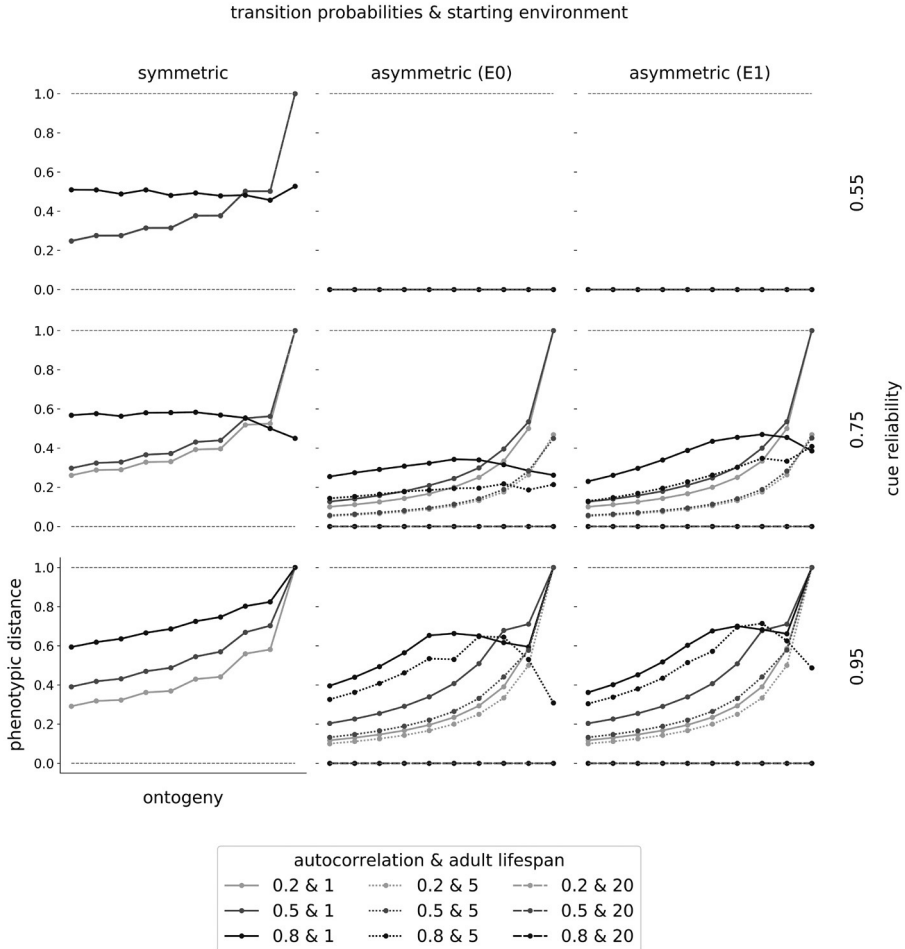 transition probabilities & starting environment
symmetric
asymmetric (E0)
asymmetric (E1)
1.0
0.8
0.6
0.4
0.2
0.0
0.55
1.0
0.8
0.6
0.4
0.2
0.0
0.75
cue reliability
1.0
0.8
0.6
0.4
0.2
0.0
0.95
phenotypic distance
ontogeny
autocorrelation & adult lifespan
0.2 & 1
0.2 & 5
0.2 & 20
0.5 & 1
0.5 & 5
0.5 & 20
0.8 & 1
0.8 & 5
0.8 & 20